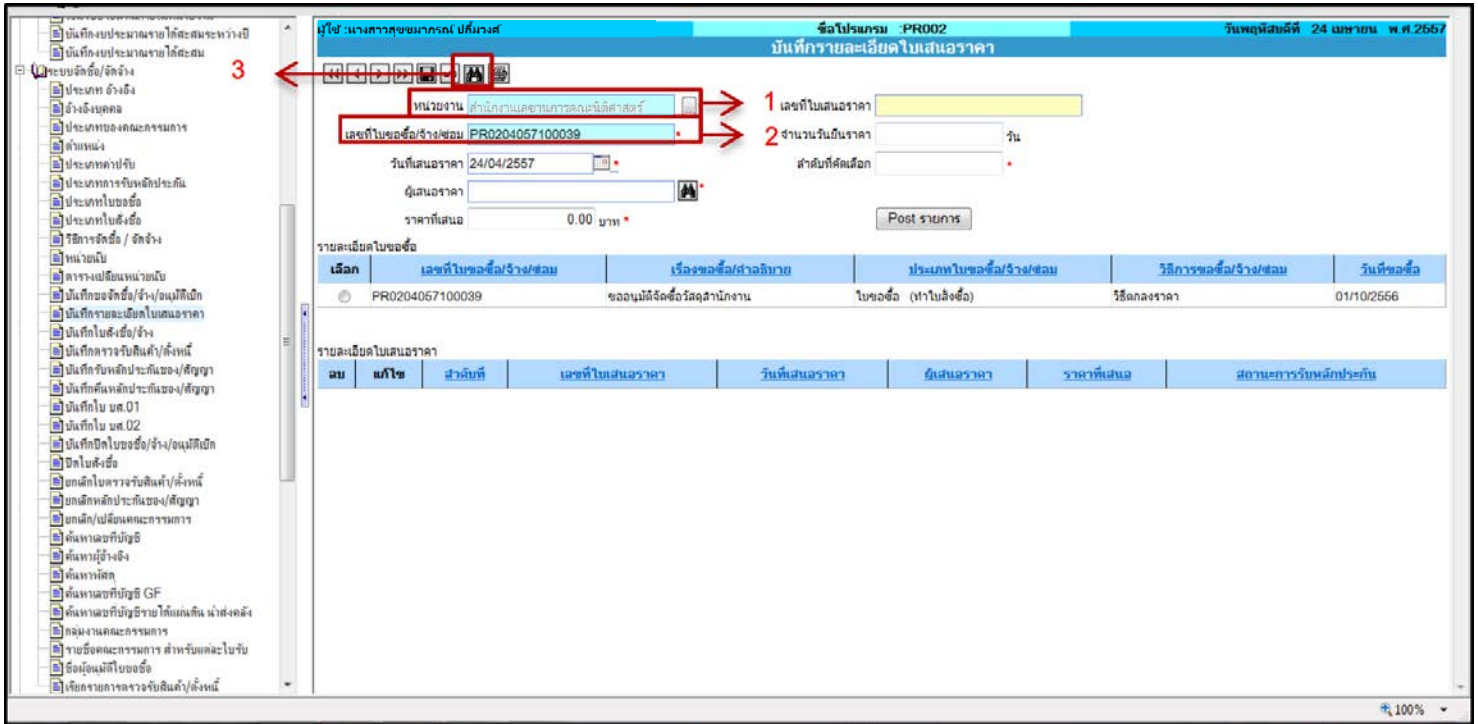 บันทึกงบประมาณรายได้สะสมระหว่างปี
บันทึกงบประมาณรายได้สะสม
ระบบจัดซื้อ/จัดจ้าง
ประเภท อ้างอิง
อ้างอิงบุคคล
ประเภทของคณะกรรมการ
ตำแหน่ง
ประเภทค่าปรับ
ประเภทการรับหลักประกัน
ประเภทใบขอซื้อ
ประเภทใบสั่งซื้อ
วิธีการจัดซื้อ / จัดจ้าง
หน่วยนับ
ตารางเปลี่ยนหน่วยนับ
บันทึกขอจัดซื้อ/จ้าง/อนุมัติเบิก
บันทึกรายละเอียดใบเสนอราคา
บันทึกใบสั่งซื้อ/จ้าง
บันทึกตรวจรับสินค้า/ตั้งหนี้
บันทึกรับหลักประกันซอง/สัญญา
บันทึกคืนหลักประกันซอง/สัญญา
บันทึกใบ บศ.01
บันทึกใบ บศ.02
บันทึกปิดใบขอซื้อ/จ้าง/อนุมัติเบิก
ปิดใบสั่งซื้อ
ยกเลิกใบตรวจรับสินค้า/ตั้งหนี้
ยกเลิกหลักประกันซอง/สัญญา
ยกเลิก/เปลี่ยนคณะกรรมการ
ค้นหาเลขที่บัญชี
ค้นหาผู้อ้างอิง
ค้นหาพัสดุ
ค้นหาเลขที่บัญชี GF
ค้นหาเลขที่บัญชีรายได้แผ่นดิน นำส่งคลัง
กลุ่มงานคณะกรรมการ
รายชื่อคณะกรรมการ สำหรับแต่ละใบรับ
ชื่อผู้อนุมัติใบขอซื้อ
เรียกรายการตรวจรับสินค้า/ตั้งหนี้
ผู้ใช้ :นางสาวสุขขมาภรณ์ ปลื้มวงศ์ ชื่อโปรแกรม :PR002 วันพฤหัสบดีที่ 24 เมษายน พ.ศ.2557
บันทึกรายละเอียดใบเสนอราคา
3
หน่วยงาน สำนักงานเลขานุการคณะนิติศาสตร์ ... 1 เลขที่ใบเสนอราคา
เลขที่ใบขอซื้อ/จ้าง/ซ่อม PR0204057100039 * 2 จำนวนวันยืนราคา วัน
วันที่เสนอราคา 24/04/2557 * ลำดับที่คัดเลือก *
ผู้เสนอราคา *
ราคาที่เสนอ 0.00 บาท * Post รายการ
รายละเอียดใบขอซื้อ
เลือก เลขที่ใบขอซื้อ/จ้าง/ซ่อม เรื่องขอซื้อ/คำอธิบาย ประเภทใบขอซื้อ/จ้าง/ซ่อม วิธีการขอซื้อ/จ้าง/ซ่อม วันที่ขอซื้อ
PR0204057100039 ขออนุมัติจัดซื้อวัสดุสำนักงาน ใบขอซื้อ (ทำใบสั่งซื้อ) วิธีตกลงราคา 01/10/2556
รายละเอียดใบเสนอราคา
ลบ แก้ไข ลำดับที่ เลขที่ใบเสนอราคา วันที่เสนอราคา ผู้เสนอราคา ราคาที่เสนอ สถานะการรับหลักประกัน
100%